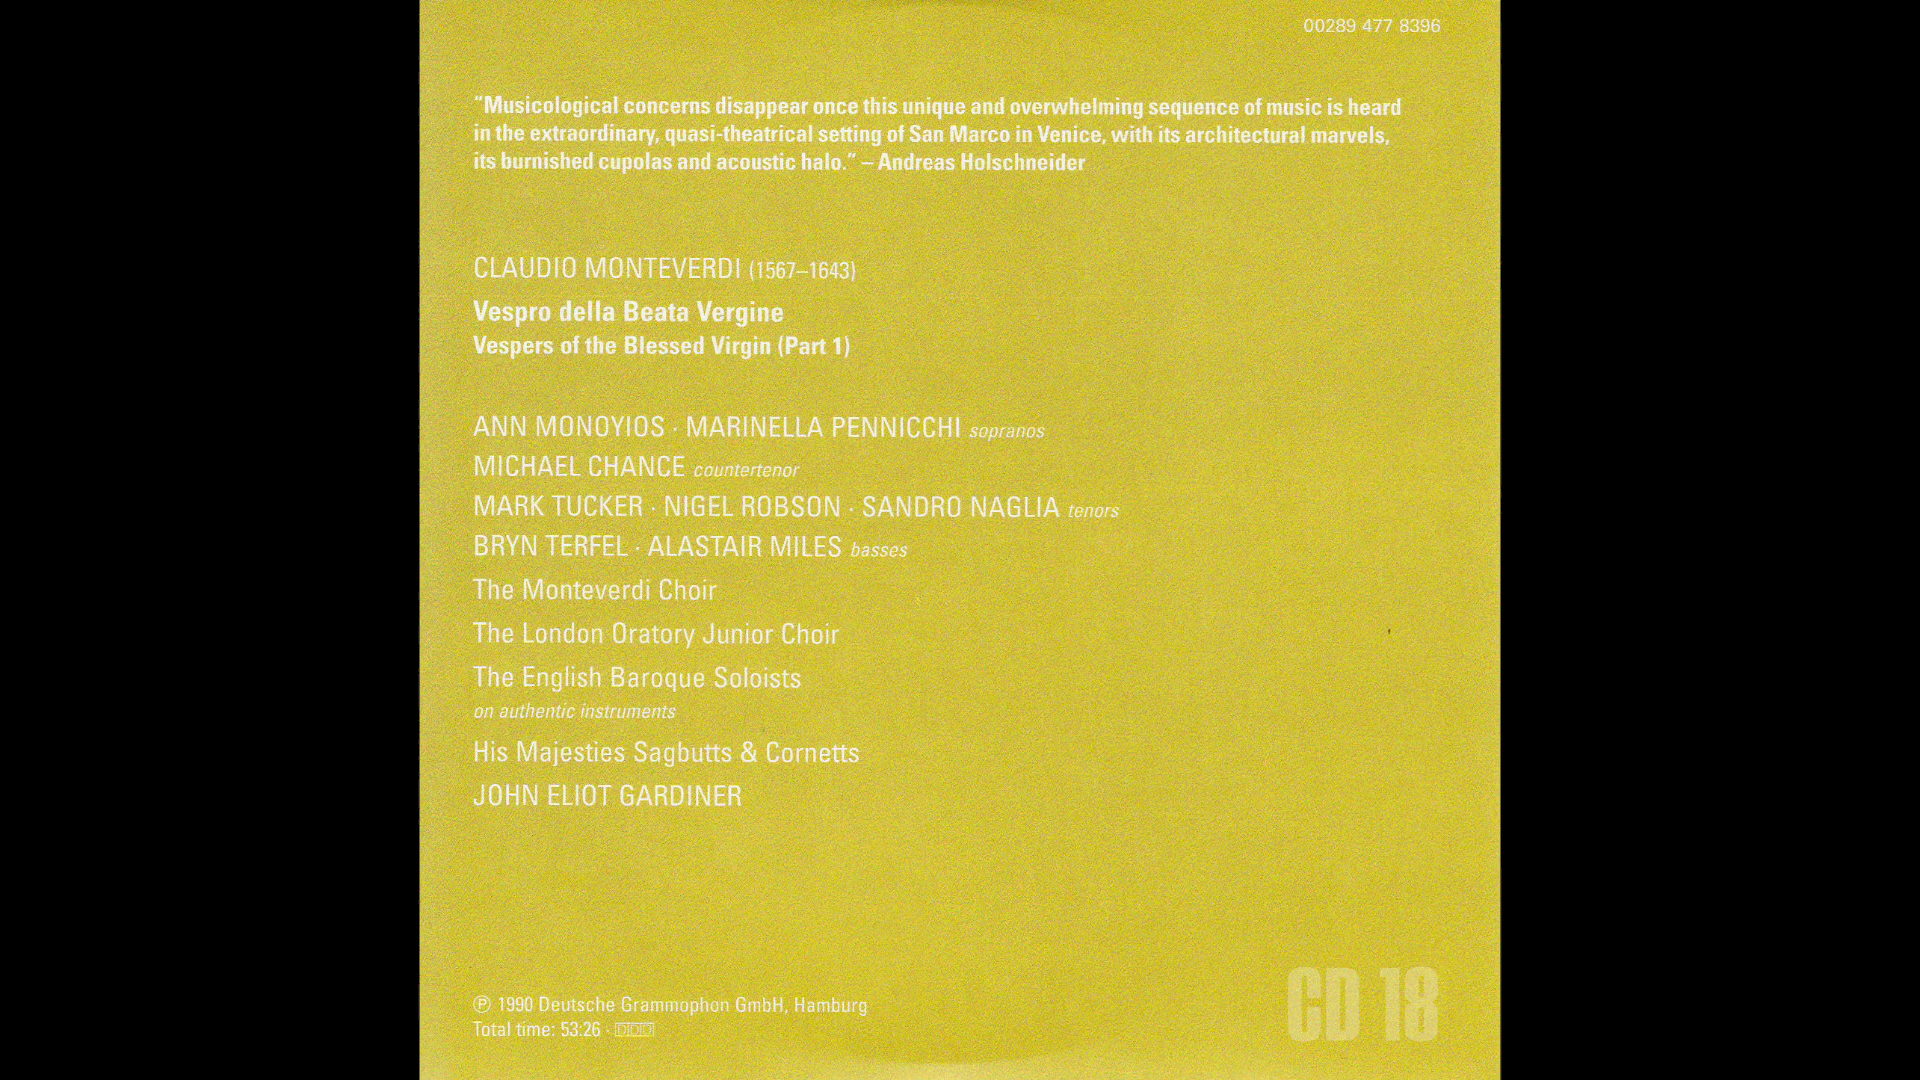 00289 477 8396
“Musicological concerns disappear once this unique and overwhelming sequence of music is heard
in the extraordinary, quasi-theatrical setting of San Marco in Venice, with its architectural marvels,
its burnished cupolas and acoustic halo.” – Andreas Holschneider
CLAUDIO MONTEVERDI (1567–1643)
Vespro della Beata Vergine
Vespers of the Blessed Virgin (Part 1)
ANN MONOYIOS · MARINELLA PENNICCHI sopranos
MICHAEL CHANCE countertenor
MARK TUCKER · NIGEL ROBSON · SANDRO NAGLIA tenors
BRYN TERFEL · ALASTAIR MILES basses
The Monteverdi Choir
The London Oratory Junior Choir
The English Baroque Soloists
on authentic instruments
His Majesties Sagbutts & Cornetts
JOHN ELIOT GARDINER
℗ 1990 Deutsche Grammophon GmbH, Hamburg
Total time: 53:26 · DDD
CD 18